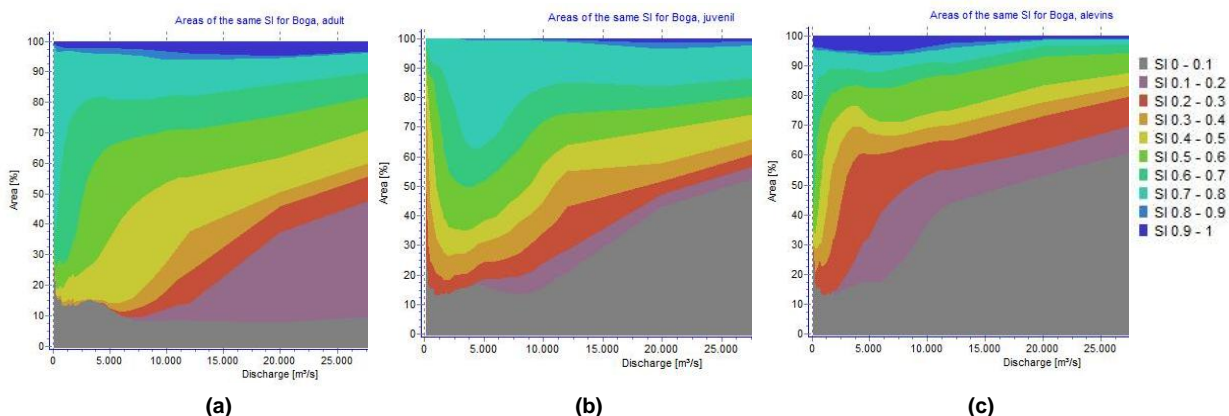 Areas of the same SI for Boga, adult
Area [%]
100
90
80
70
60
50
40
30
20
10
0
0 5.000 10.000 15.000 20.000 25.000
Discharge [m³/s]
(a)
Areas of the same SI for Boga, juvenil
Area [%]
100
90
80
70
60
50
40
30
20
10
0
0 5.000 10.000 15.000 20.000 25.000
Discharge [m³/s]
(b)
Areas of the same SI for Boga, alevins
Area [%]
100
90
80
70
60
50
40
30
20
10
0
0 5.000 10.000 15.000 20.000 25.000
Discharge [m³/s]
(c)
SI 0 - 0.1
SI 0.1 - 0.2
SI 0.2 - 0.3
SI 0.3 - 0.4
SI 0.4 - 0.5
SI 0.5 - 0.6
SI 0.6 - 0.7
SI 0.7 - 0.8
SI 0.8 - 0.9
SI 0.9 - 1